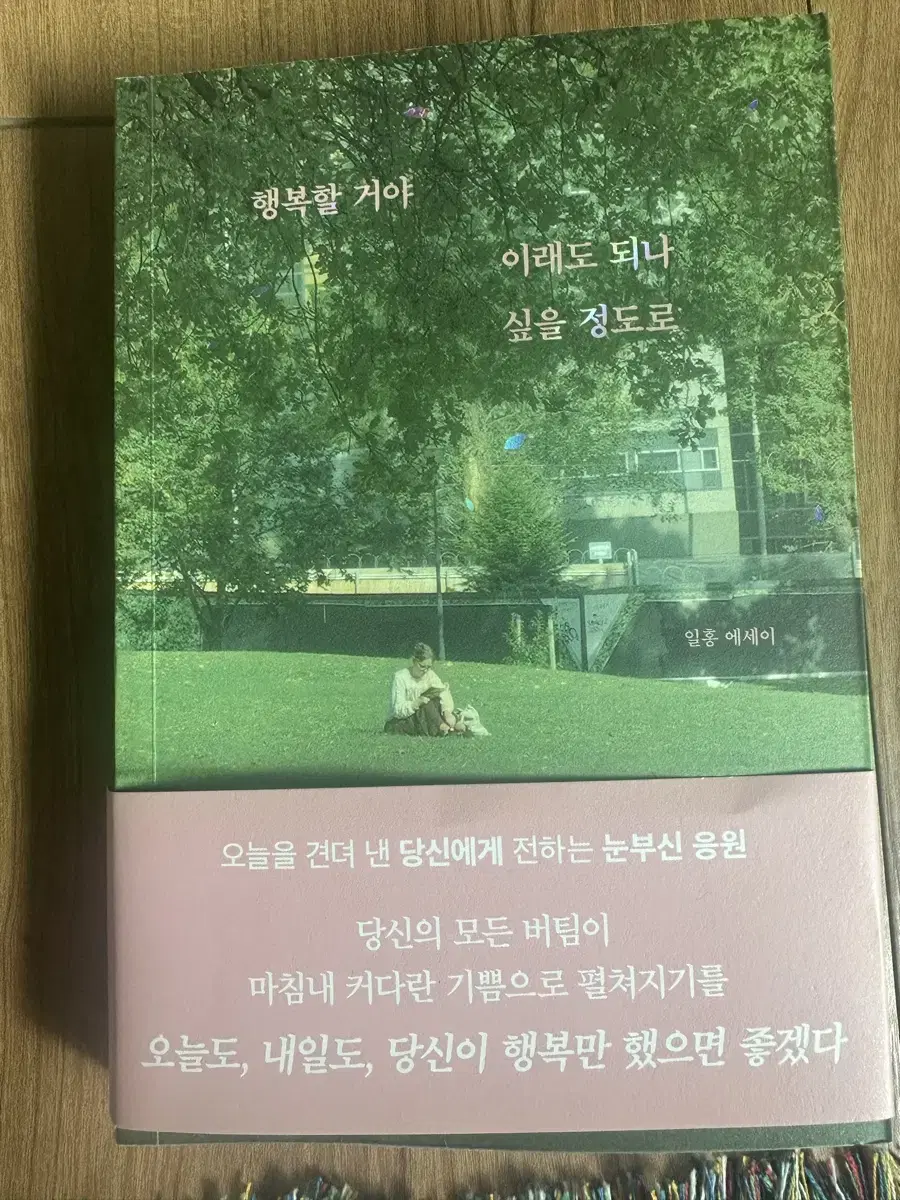 행복할 거야
이래도 되나
싶을 정도로
일홍 에세이
오늘을 견뎌 낸 당신에게 전하는 눈부신 응원
당신의 모든 버팀이
마침내 커다란 기쁨으로 펼쳐지기를
오늘도, 내일도, 당신이 행복만 했으면 좋겠다